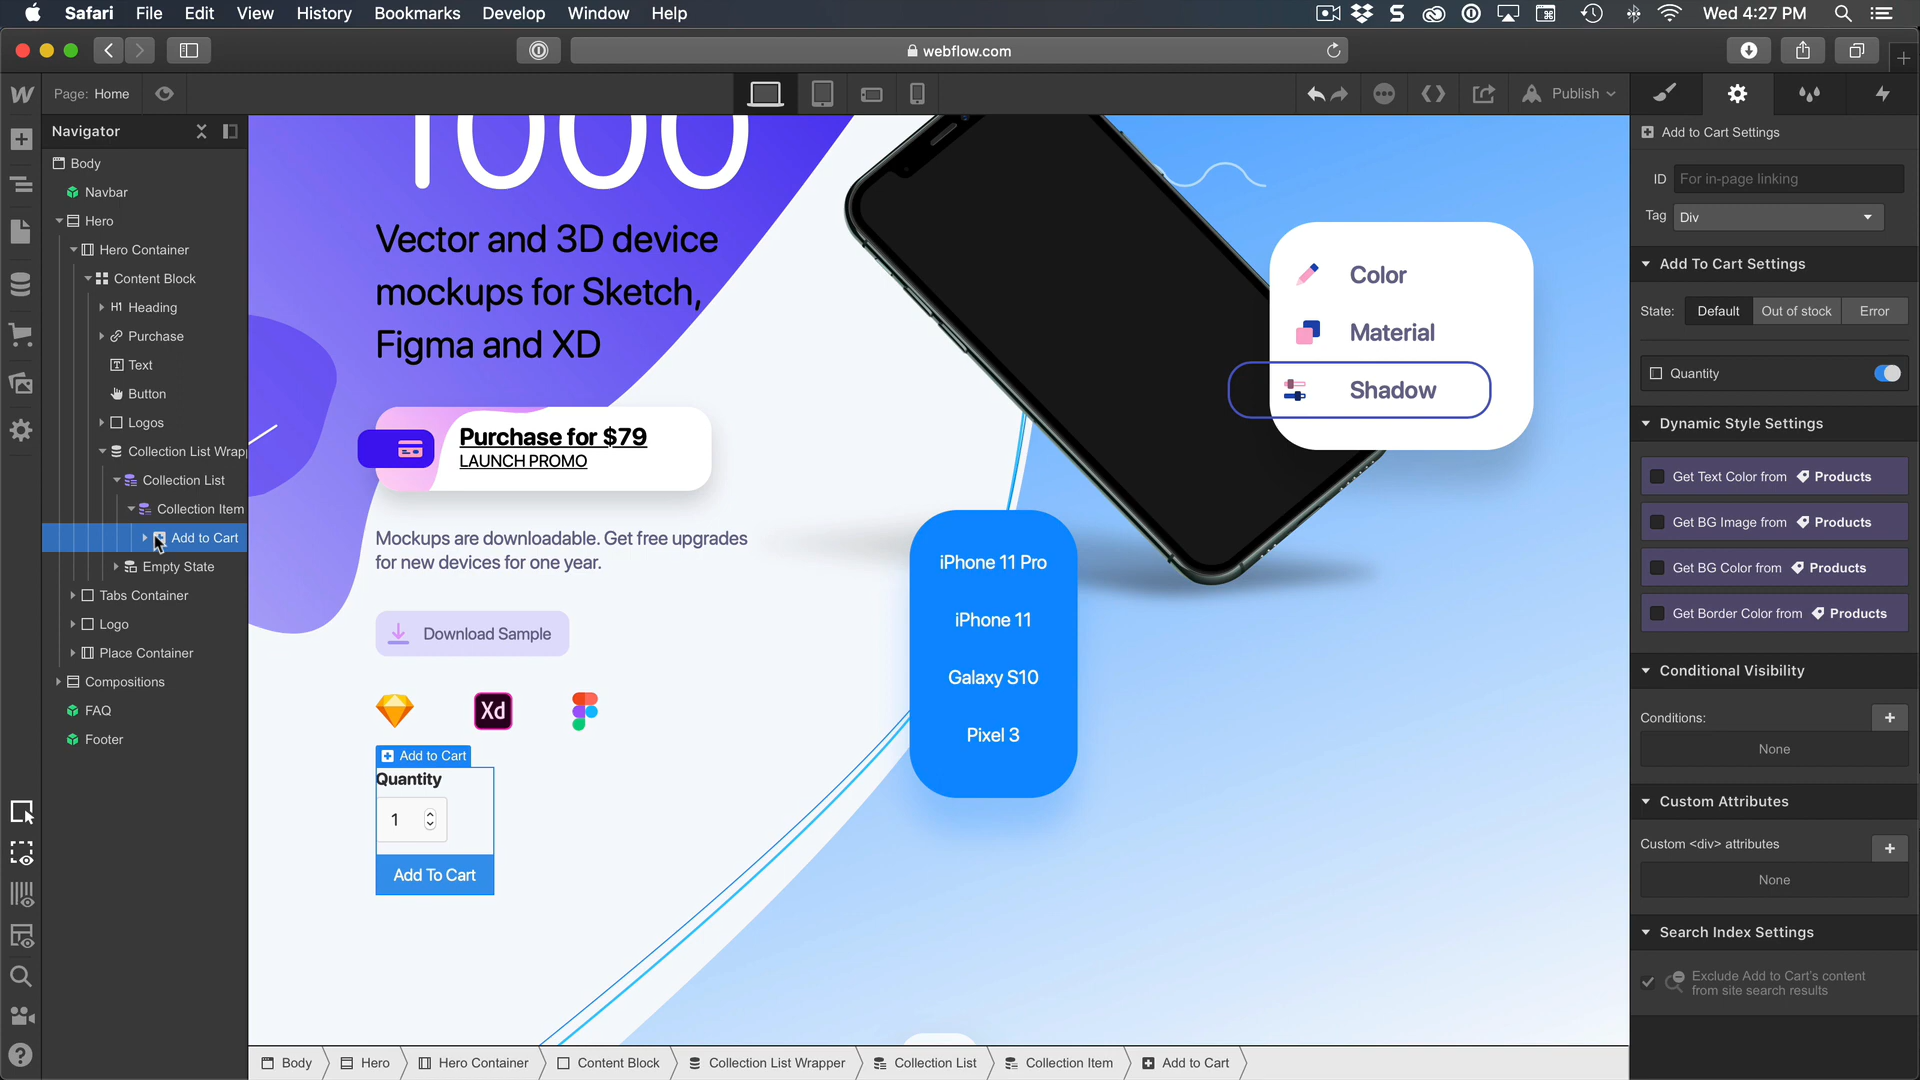 Safari File Edit View History Bookmarks Develop Window Help
Wed 4:27 PM
webflow.com
Page: Home
Publish
Navigator
Body
Navbar
Hero
Hero Container
Content Block
H1 Heading
Purchase
Text
Button
Logos
Collection List Wrapp
Collection List
Collection Item
Add to Cart
Empty State
Tabs Container
Logo
Place Container
Compositions
FAQ
Footer
1000
Vector and 3D device
mockups for Sketch,
Figma and XD
Purchase for $79
LAUNCH PROMO
Mockups are downloadable. Get free upgrades
for new devices for one year.
Download Sample
Xd
Add to Cart
Quantity
1
Add To Cart
Color
Material
Shadow
iPhone 11 Pro
iPhone 11
Galaxy S10
Pixel 3
Add to Cart Settings
ID For in-page linking
Tag Div
Add To Cart Settings
State: Default Out of stock Error
Quantity
Dynamic Style Settings
Get Text Color from Products
Get BG Image from Products
Get BG Color from Products
Get Border Color from Products
Conditional Visibility
Conditions:
None
Custom Attributes
Custom <div> attributes
None
Search Index Settings
Exclude Add to Cart's content
from site search results
Body Hero Hero Container Content Block Collection List Wrapper Collection List Collection Item Add to Cart